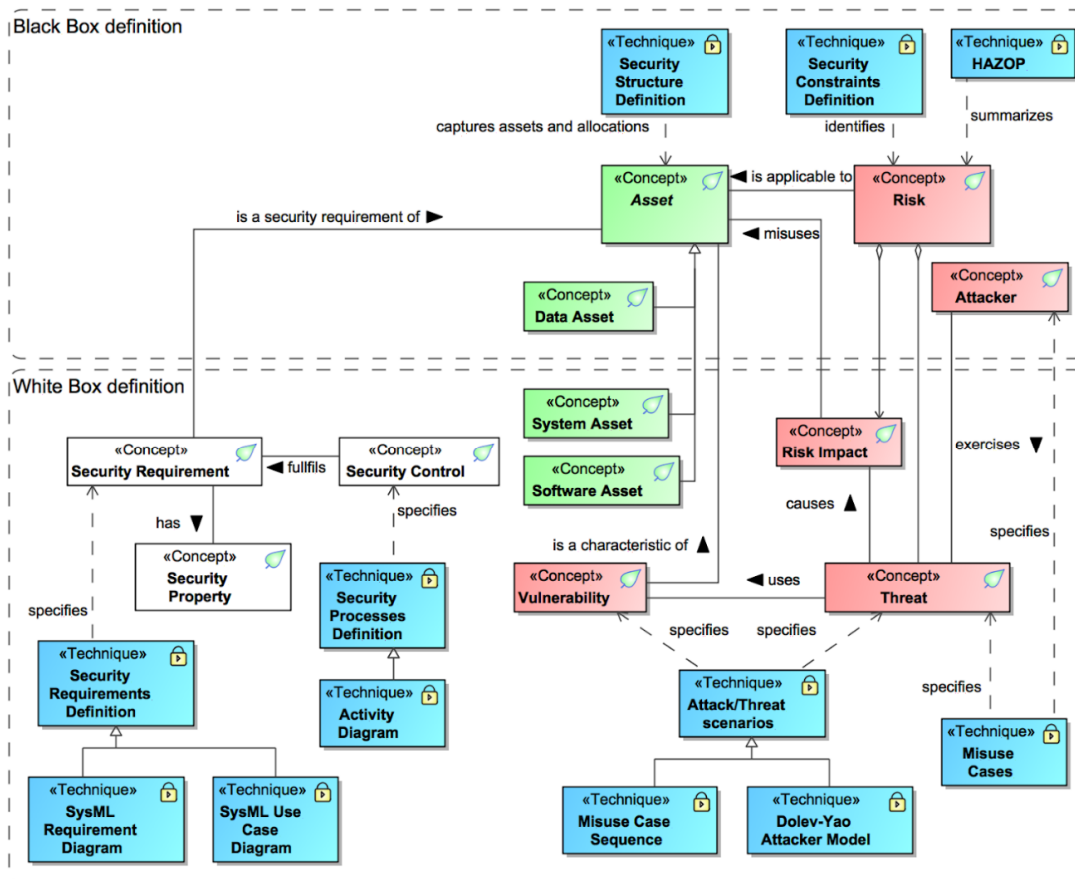 Black Box definition
«Technique»
Security
Structure
Definition
«Technique»
Security
Constraints
Definition
«Technique»
HAZOP
captures assets and allocations
identifies
summarizes
«Concept»
Asset
is applicable to
«Concept»
Risk
is a security requirement of
misuses
«Concept»
Attacker
«Concept»
Data Asset
White Box definition
«Concept»
System Asset
«Concept»
Security Requirement
fullfils
«Concept»
Security Control
«Concept»
Risk Impact
exercises
«Concept»
Software Asset
has
specifies
causes
specifies
is a characteristic of
«Concept»
Security
Property
«Technique»
Security
Processes
Definition
«Concept»
Vulnerability
uses
«Concept»
Threat
specifies
specifies
specifies
«Technique»
Security
Requirements
Definition
«Technique»
Activity
Diagram
«Technique»
Attack/Threat
scenarios
specifies
«Technique»
Misuse
Cases
«Technique»
SysML
Requirement
Diagram
«Technique»
SysML Use
Case
Diagram
«Technique»
Misuse Case
Sequence
«Technique»
Dolev-Yao
Attacker Model